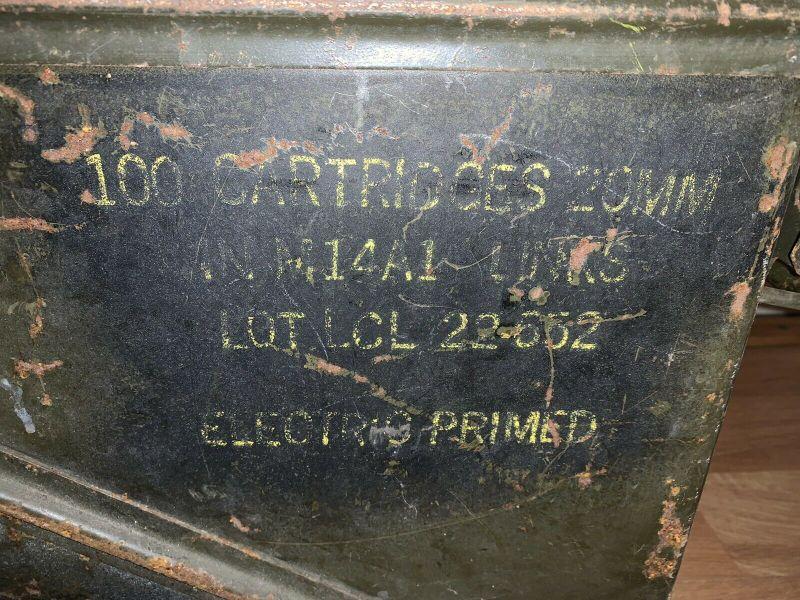 100 CARTRIDGES 20MM
IN M14A1 LINKS
LOT LCL 22-652
ELECTRIC PRIMED